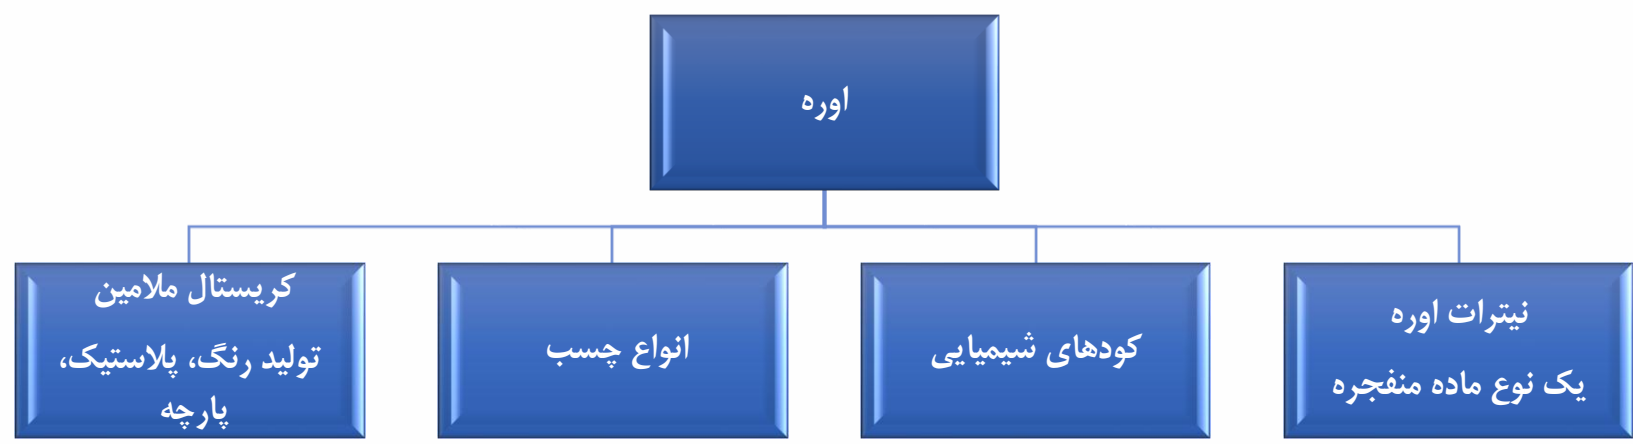 اوره
نیترات اوره
یک نوع ماده منفجره
کودهای شیمیایی
انواع چسب
کریستال ملامین
تولید رنگ، پلاستیک،
پارچه